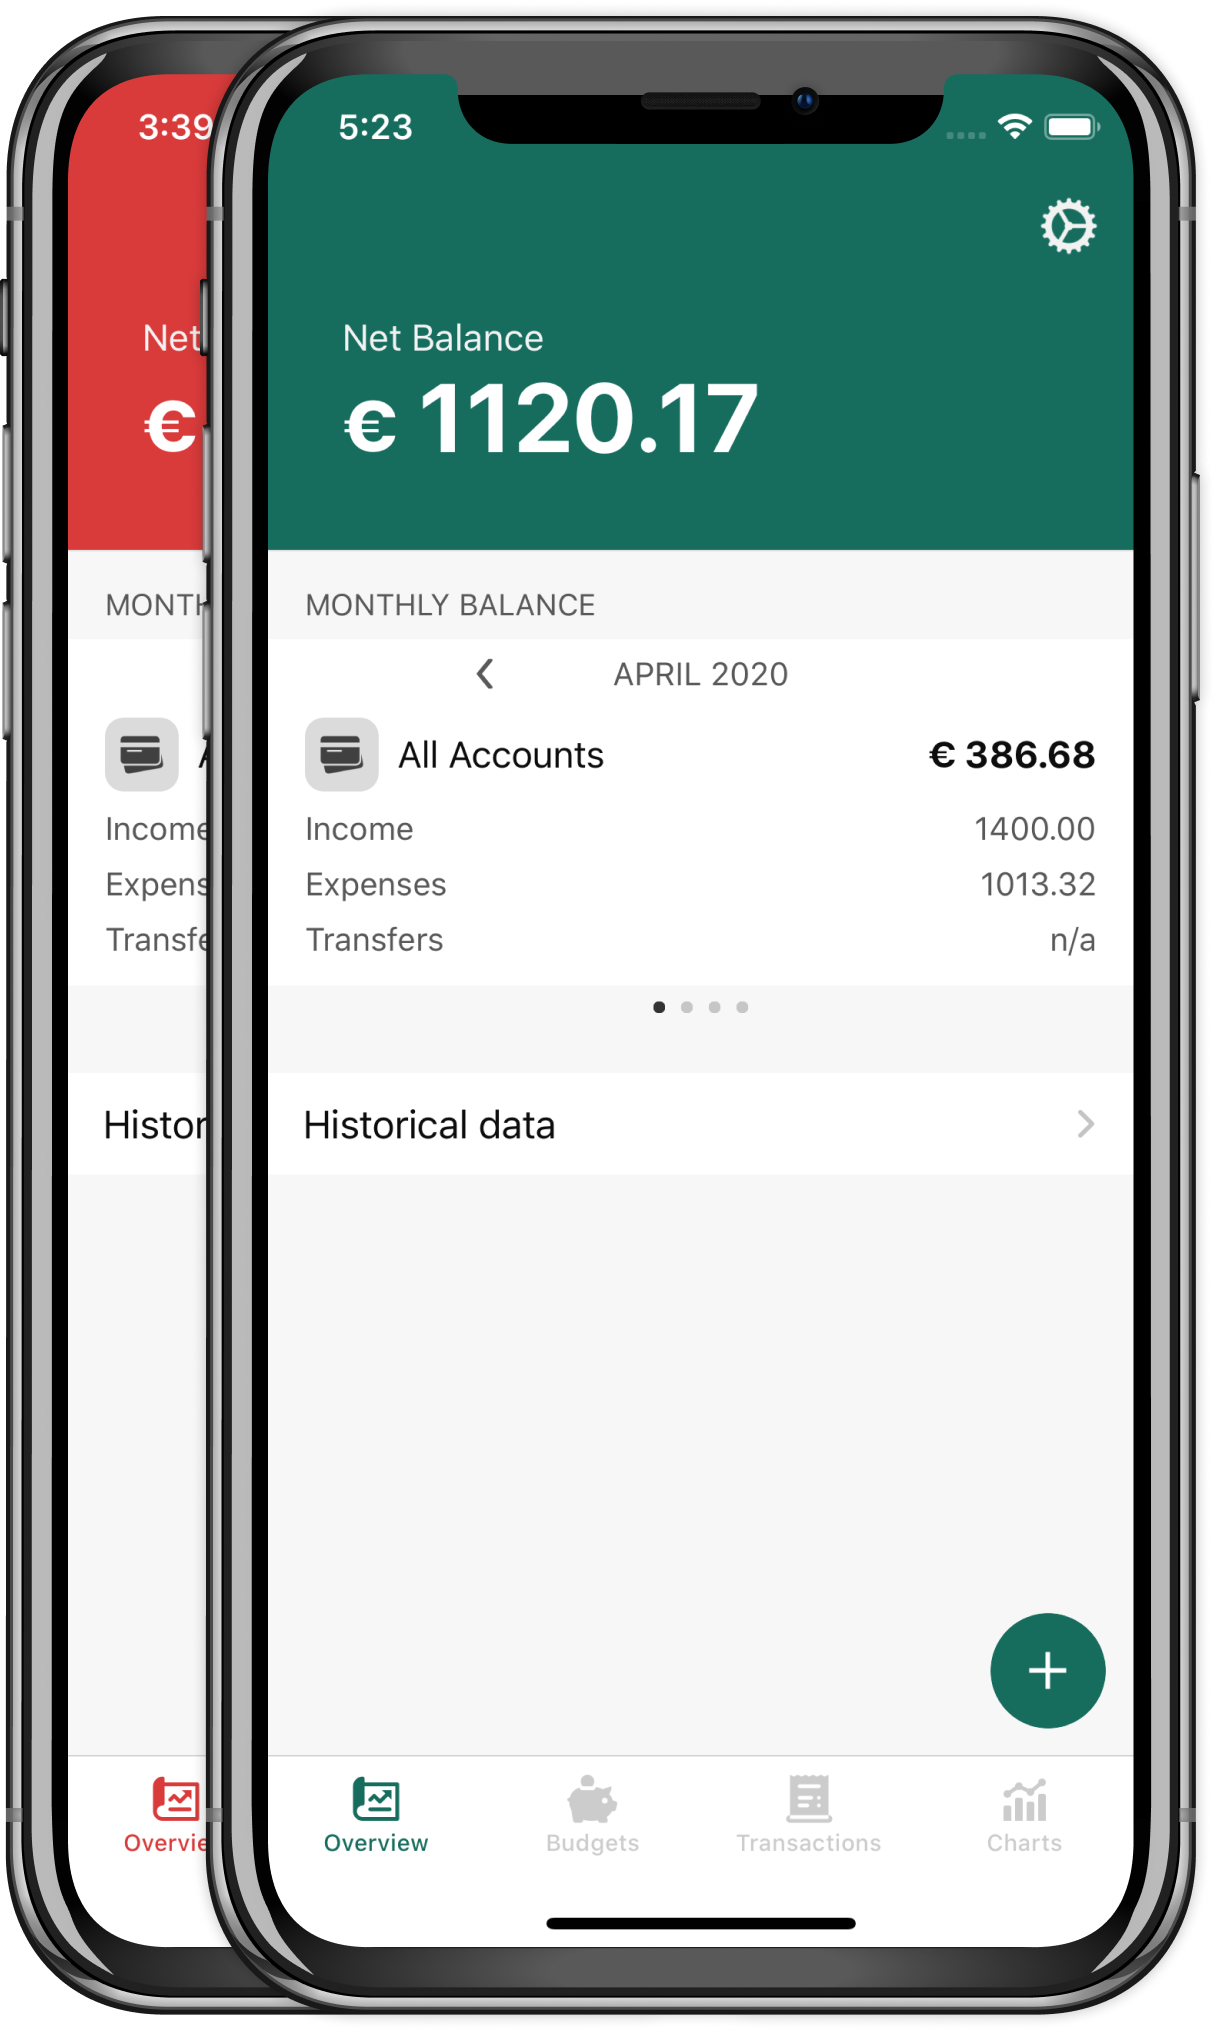 3:39
Net
€
MONTH
Income
Expens
Transfe
Histor
Overvie
5:23
Net Balance
€ 1120.17
MONTHLY BALANCE
APRIL 2020
All Accounts € 386.68
Income 1400.00
Expenses 1013.32
Transfers n/a
Historical data
Overview Budgets Transactions Charts